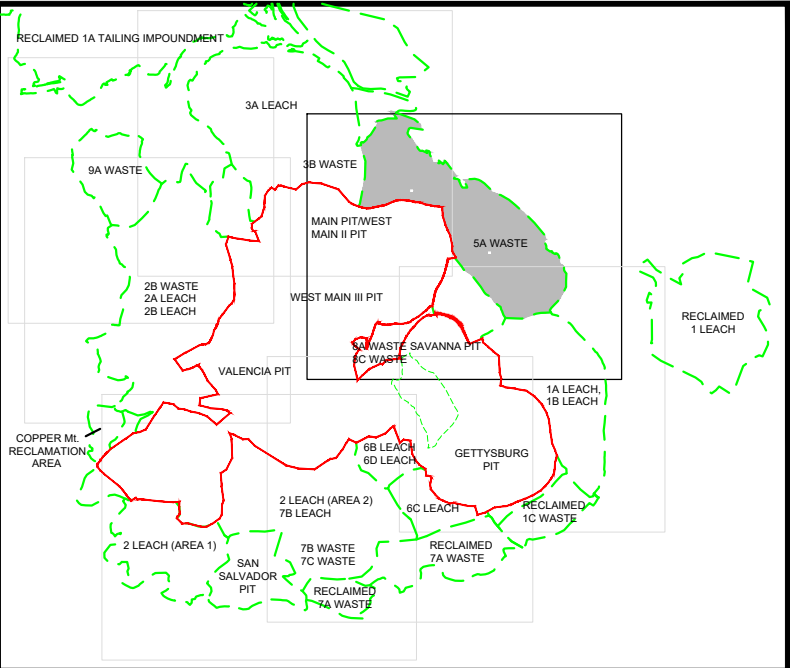 RECLAIMED 1A TAILING IMPOUNDMENT
3A LEACH
3B WASTE
9A WASTE
MAIN PIT/WEST
MAIN II PIT
5A WASTE
2B WASTE
2A LEACH
2B LEACH
WEST MAIN III PIT
RECLAIMED
1 LEACH
8A WASTE SAVANNA PIT
8C WASTE
VALENCIA PIT
1A LEACH,
1B LEACH
COPPER Mt.
RECLAMATION
AREA
6B LEACH
6D LEACH
GETTYSBURG
PIT
2 LEACH (AREA 2)
7B LEACH
6C LEACH
RECLAIMED
1C WASTE
2 LEACH (AREA 1)
7B WASTE
7C WASTE
RECLAIMED
7A WASTE
SAN
SALVADOR
PIT
RECLAIMED
7A WASTE